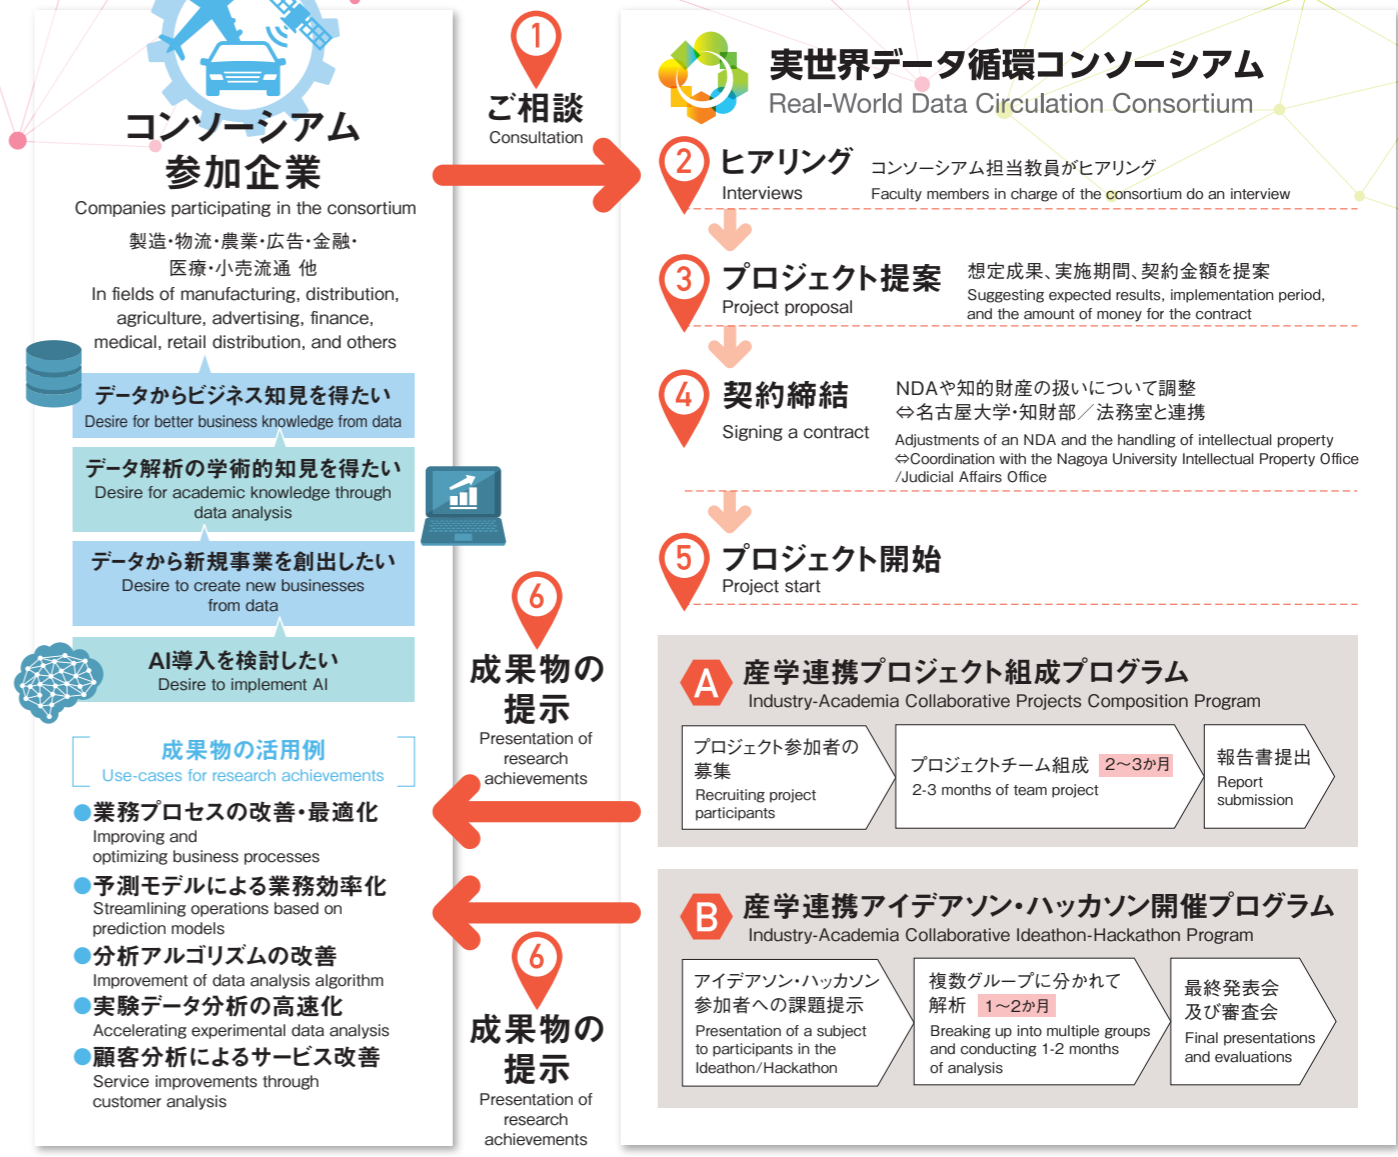 コンソーシアム
参加企業
Companies participating in the consortium
製造・物流・農業・広告・金融・
医療・小売流通 他
In fields of manufacturing, distribution,
agriculture, advertising, finance,
medical, retail distribution, and others
データからビジネス知見を得たい
Desire for better business knowledge from data
データ解析の学術的知見を得たい
Desire for academic knowledge through
data analysis
データから新規事業を創出したい
Desire to create new businesses
from data
AI導入を検討したい
Desire to implement AI
成果物の活用例
Use-cases for research achievements
●業務プロセスの改善・最適化
Improving and
optimizing business processes
●予測モデルによる業務効率化
Streamlining operations based on
prediction models
●分析アルゴリズムの改善
Improvement of data analysis algorithm
●実験データ分析の高速化
Accelerating experimental data analysis
●顧客分析によるサービス改善
Service improvements through
customer analysis
1
ご相談
Consultation
実世界データ循環コンソーシアム
Real-World Data Circulation Consortium
2
ヒアリング
Interviews
コンソーシアム担当教員がヒアリング
Faculty members in charge of the consortium do an interview
3
プロジェクト提案
Project proposal
想定成果、実施期間、契約金額を提案
Suggesting expected results, implementation period,
and the amount of money for the contract
4
契約締結
Signing a contract
NDAや知的財産の扱いについて調整
⇔名古屋大学・知財部／法務室と連携
Adjustments of an NDA and the handling of intellectual property
⇔Coordination with the Nagoya University Intellectual Property Office
/Judicial Affairs Office
5
プロジェクト開始
Project start
A
産学連携プロジェクト組成プログラム
Industry-Academia Collaborative Projects Composition Program
プロジェクト参加者の
募集
Recruiting project
participants
プロジェクトチーム組成 2〜3か月
2-3 months of team project
報告書提出
Report
submission
6
成果物の
提示
Presentation of
research
achievements
B
産学連携アイデアソン・ハッカソン開催プログラム
Industry-Academia Collaborative Ideathon-Hackathon Program
アイデアソン・ハッカソン
参加者への課題提示
Presentation of a subject
to participants in the
Ideathon/Hackathon
複数グループに分かれて
解析 1〜2か月
Breaking up into multiple groups
and conducting 1-2 months
of analysis
最終発表会
及び審査会
Final presentations
and evaluations
6
成果物の
提示
Presentation of
research
achievements